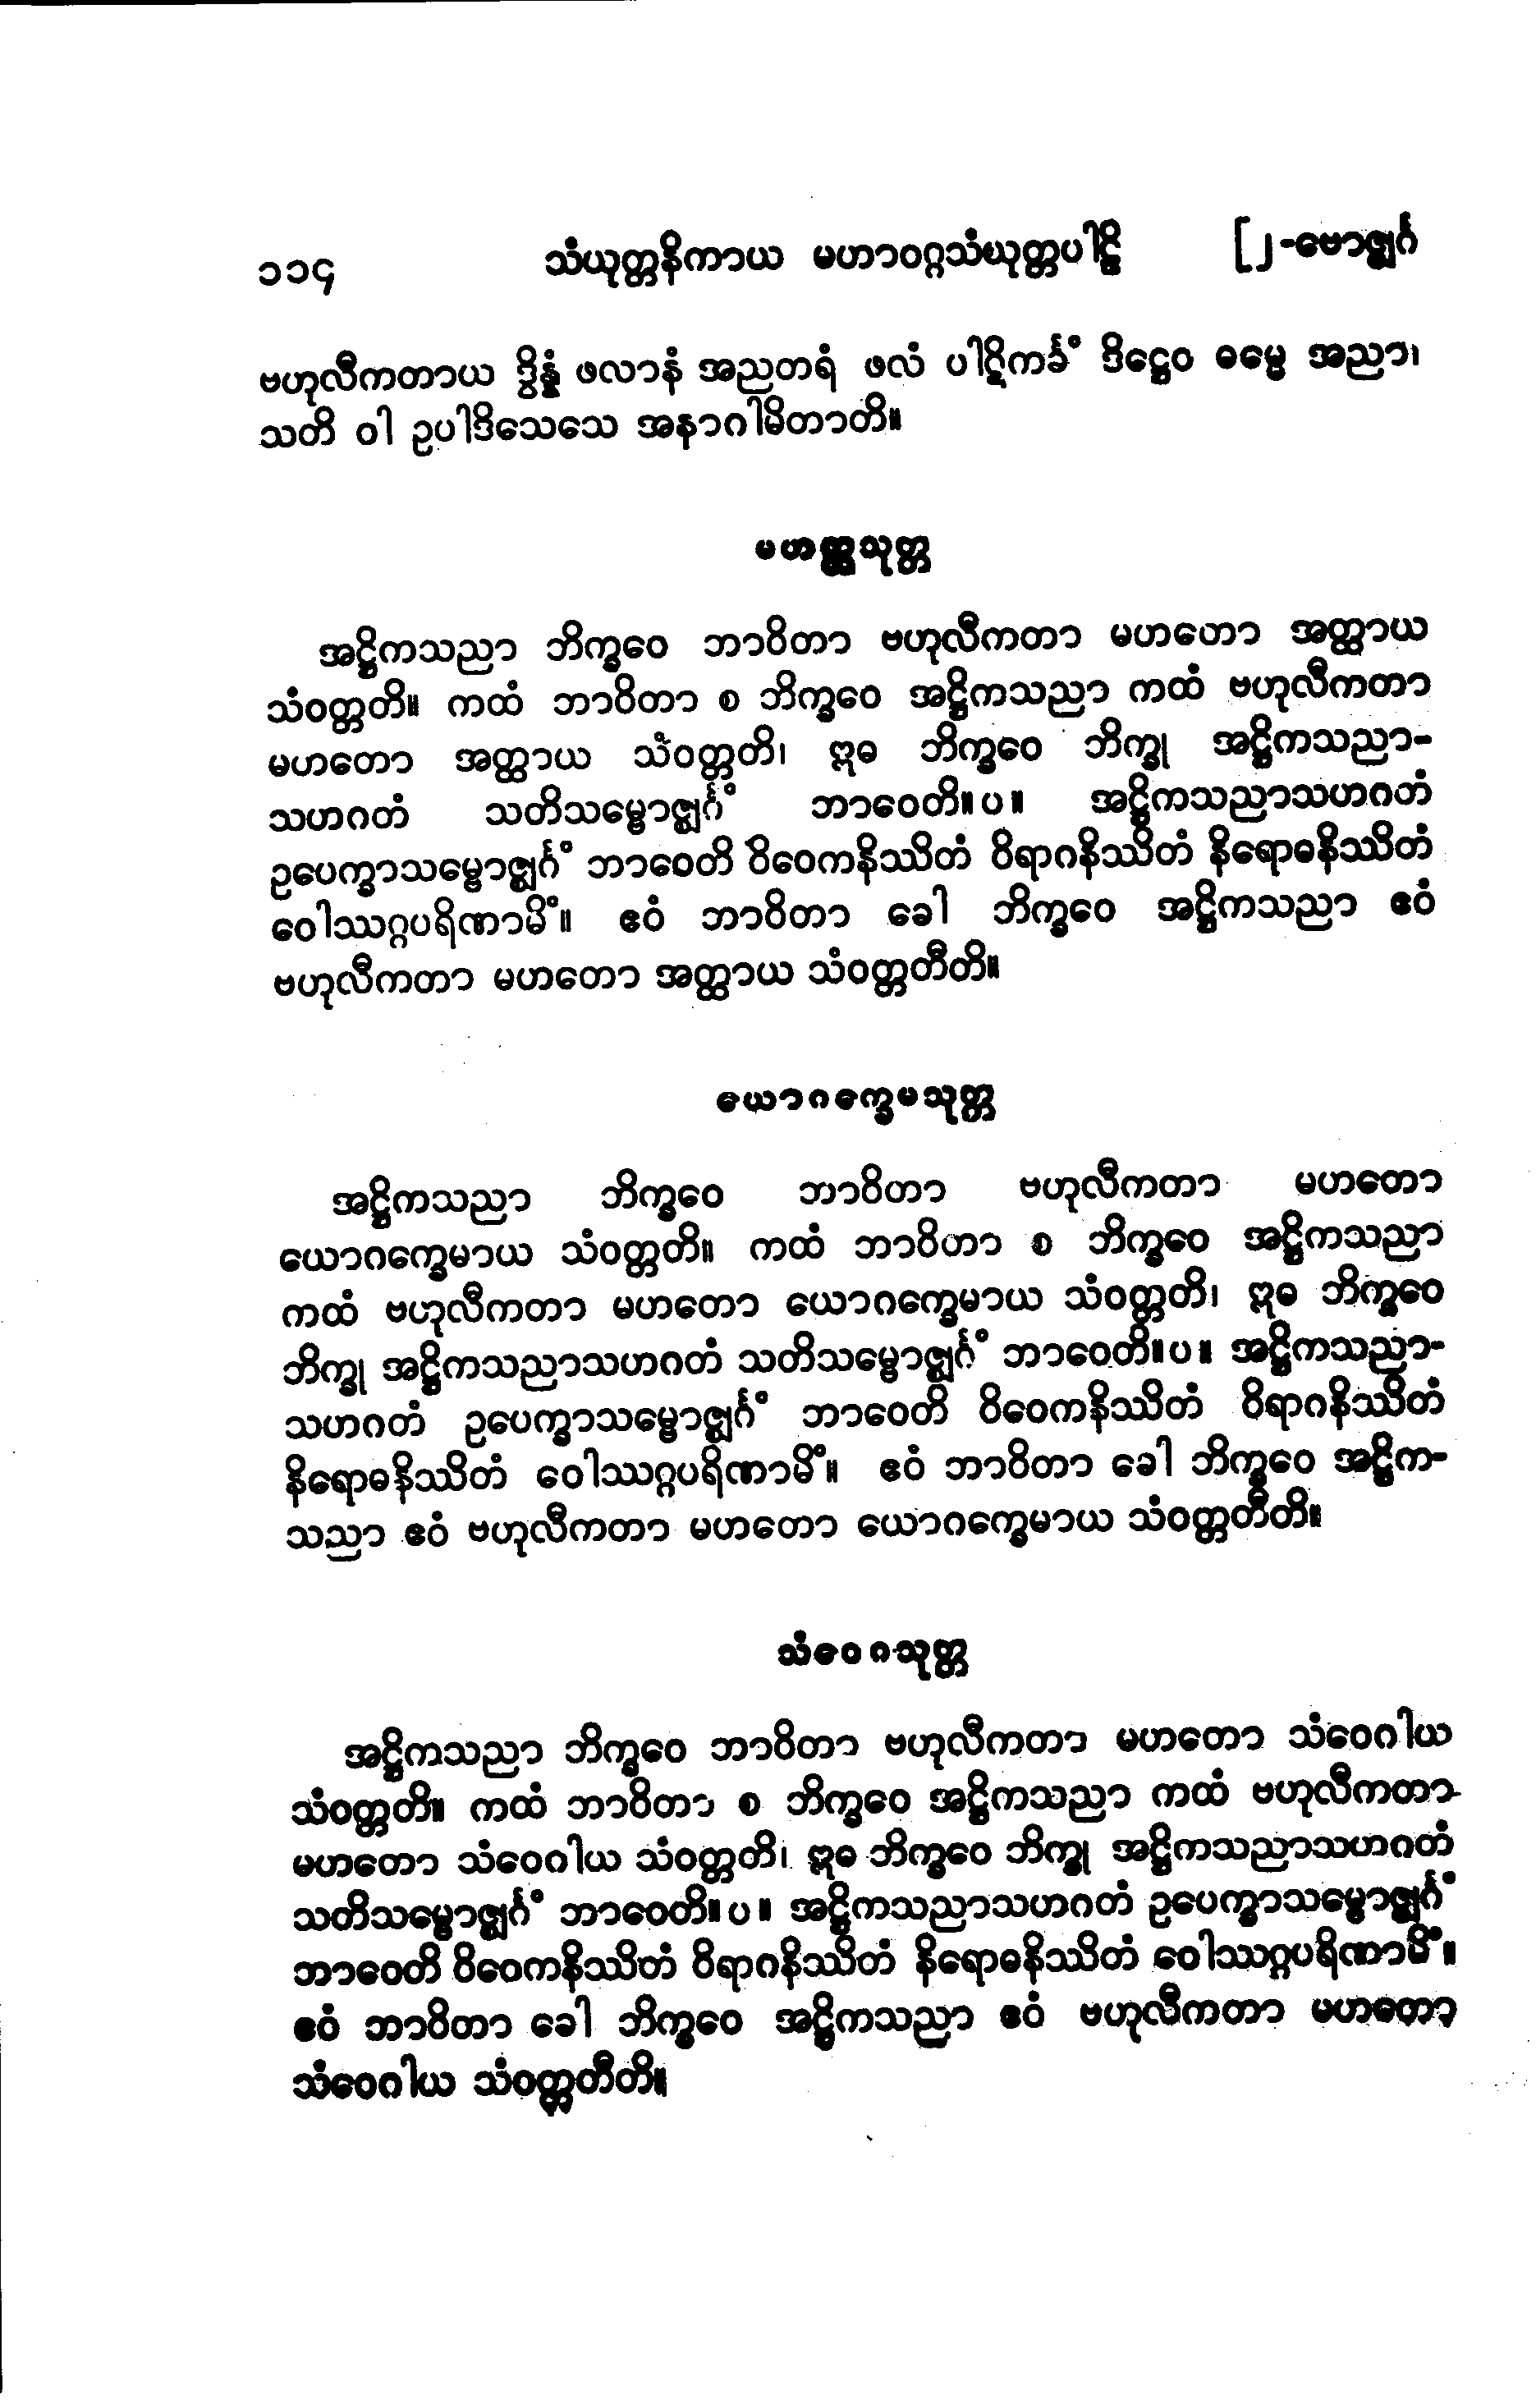 ၁၁၄ သံယုတ္တနိကာယ မဟာဝဂ္ဂသံယုတ္တပါဠိ [၂-ဗောဇ္ဈင်္ဂ
ဗဟုလီကတာယ ဒွိန္နံ ဖလာနံ အညတရံ ဖလံ ပါဋိကင်္ခံ ဒိဋ္ဌေဝ ဓမ္မေ အညာ၊
သတိ ဝါ ဥပါဒိသေသေ အနာဂါမိတာတိ။
မဟတ္ထသုတ္တ
အဋ္ဌိကသညာ ဘိက္ခဝေ ဘာဝိတာ ဗဟုလီကတာ မဟတော အတ္ထာယ
သံဝတ္တတိ။ ကထံ ဘာဝိတာ စ ဘိက္ခဝေ အဋ္ဌိကသညာ ကထံ ဗဟုလီကတာ
မဟတော အတ္ထာယ သံဝတ္တတိ၊ ဣဓ ဘိက္ခဝေ ဘိက္ခု အဋ္ဌိကသညာ-
သဟဂတံ သတိသမ္ဗောဇ္ဈင်္ဂံ ဘာဝေတိ။ပ။ အဋ္ဌိကသညာသဟဂတံ
ဥပေက္ခာသမ္ဗောဇ္ဈင်္ဂံ ဘာဝေတိ ဝိဝေကနိဿိတံ ဝိရာဂနိဿိတံ နိရောဓနိဿိတံ
ဝေါဿဂ္ဂပရိဏာမိံ။ ဧဝံ ဘာဝိတာ ခေါ ဘိက္ခဝေ အဋ္ဌိကသညာ ဧဝံ
ဗဟုလီကတာ မဟတော အတ္ထာယ သံဝတ္တတီတိ။
ယောဂက္ခေမသုတ္တ
အဋ္ဌိကသညာ ဘိက္ခဝေ ဘာဝိတာ ဗဟုလီကတာ မဟတော
ယောဂက္ခေမာယ သံဝတ္တတိ။ ကထံ ဘာဝိတာ စ ဘိက္ခဝေ အဋ္ဌိကသညာ
ကထံ ဗဟုလီကတာ မဟတော ယောဂက္ခေမာယ သံဝတ္တတိ၊ ဣဓ ဘိက္ခဝေ
ဘိက္ခု အဋ္ဌိကသညာသဟဂတံ သတိသမ္ဗောဇ္ဈင်္ဂံ ဘာဝေတိ။ပ။ အဋ္ဌိကသညာ-
သဟဂတံ ဥပေက္ခာသမ္ဗောဇ္ဈင်္ဂံ ဘာဝေတိ ဝိဝေကနိဿိတံ ဝိရာဂနိဿိတံ
နိရောဓနိဿိတံ ဝေါဿဂ္ဂပရိဏာမိံ။ ဧဝံ ဘာဝိတာ ခေါ ဘိက္ခဝေ အဋ္ဌိက-
သညာ ဧဝံ ဗဟုလီကတာ မဟတော ယောဂက္ခေမာယ သံဝတ္တတီတိ။
သံဝေဂသုတ္တ
အဋ္ဌိကသညာ ဘိက္ခဝေ ဘာဝိတာ ဗဟုလီကတာ မဟတော သံဝေဂါယ
သံဝတ္တတိ။ ကထံ ဘာဝိတာ စ ဘိက္ခဝေ အဋ္ဌိကသညာ ကထံ ဗဟုလီကတာ
မဟတော သံဝေဂါယ သံဝတ္တတိ၊ ဣဓ ဘိက္ခဝေ ဘိက္ခု အဋ္ဌိကသညာသဟဂတံ
သတိသမ္ဗောဇ္ဈင်္ဂံ ဘာဝေတိ။ပ။ အဋ္ဌိကသညာသဟဂတံ ဥပေက္ခာသမ္ဗောဇ္ဈင်္ဂံ
ဘာဝေတိ ဝိဝေကနိဿိတံ ဝိရာဂနိဿိတံ နိရောဓနိဿိတံ ဝေါဿဂ္ဂပရိဏာမိံ။
ဧဝံ ဘာဝိတာ ခေါ ဘိက္ခဝေ အဋ္ဌိကသညာ ဧဝံ ဗဟုလီကတာ မဟတော
သံဝေဂါယ သံဝတ္တတီတိ။